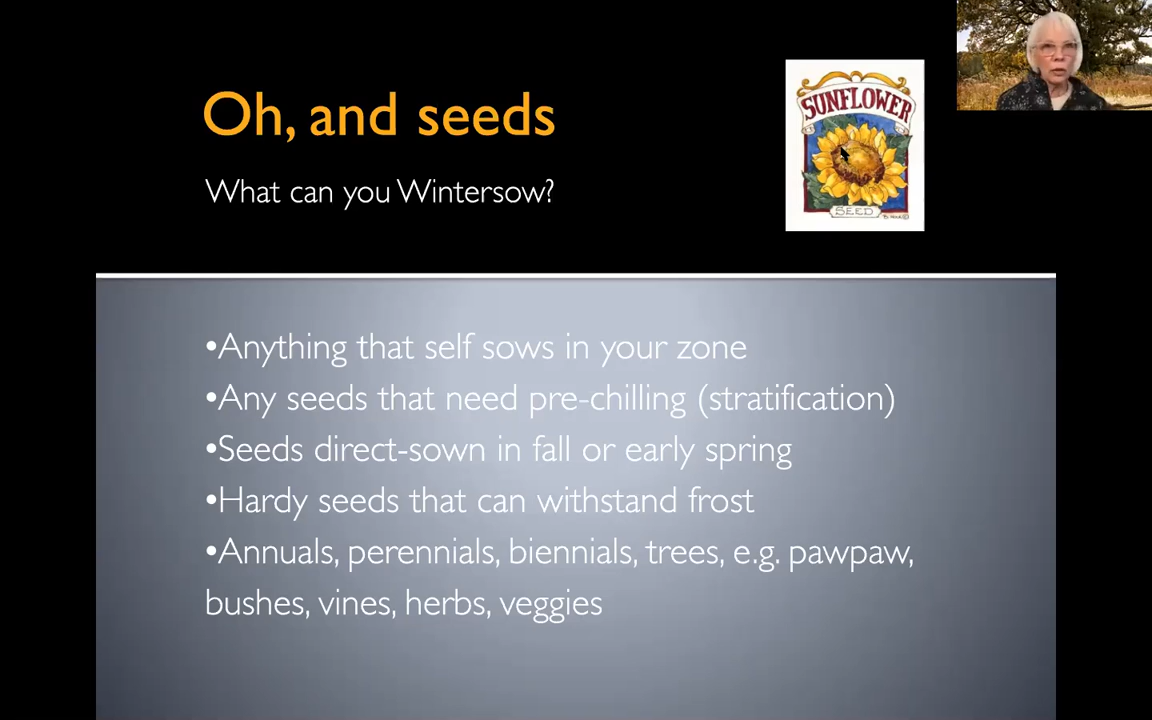 Oh, and seeds
What can you Wintersow?
SUNFLOWER
SEED
•Anything that self sows in your zone
•Any seeds that need pre-chilling (stratification)
•Seeds direct-sown in fall or early spring
•Hardy seeds that can withstand frost
•Annuals, perennials, biennials, trees, e.g. pawpaw,
bushes, vines, herbs, veggies